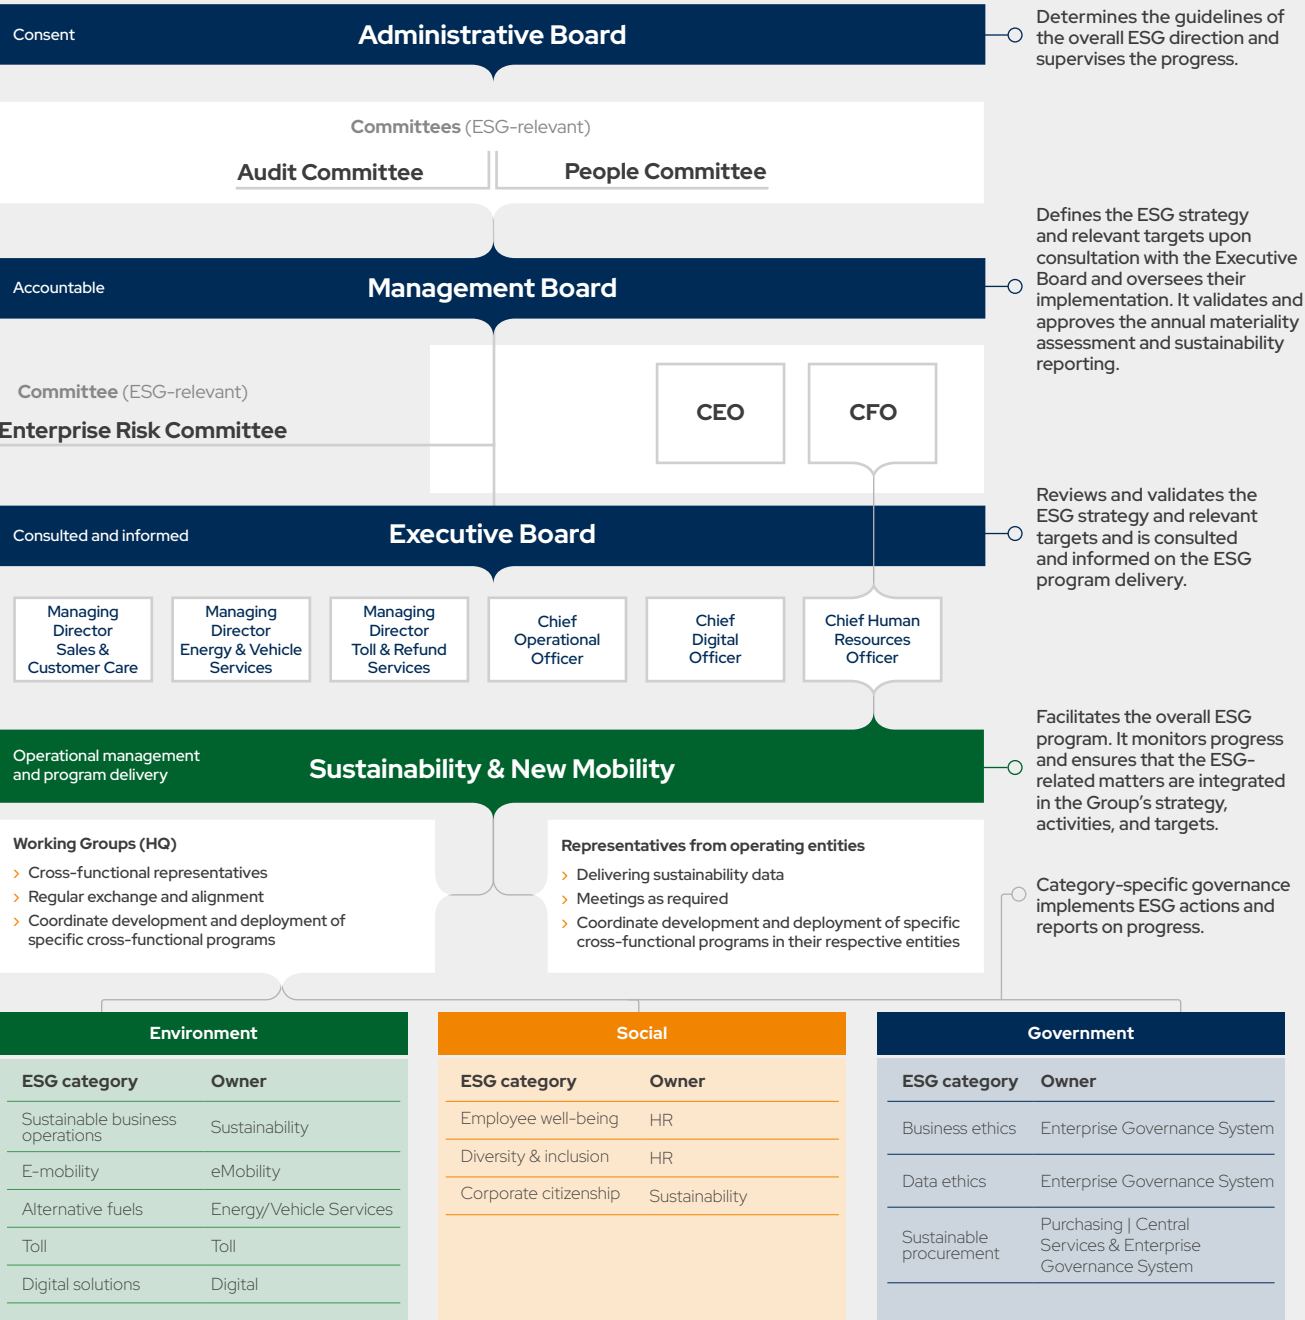 Consent
Administrative Board
Determines the guidelines of
the overall ESG direction and
supervises the progress.
Committees (ESG-relevant)
Audit Committee
People Committee
Accountable
Management Board
Defines the ESG strategy
and relevant targets upon
consultation with the Executive
Board and oversees their
implementation. It validates and
approves the annual materiality
assessment and sustainability
reporting.
Committee (ESG-relevant)
Enterprise Risk Committee
CEO
CFO
Consulted and informed
Executive Board
Reviews and validates the
ESG strategy and relevant
targets and is consulted
and informed on the ESG
program delivery.
Managing
Director
Sales &
Customer Care
Managing
Director
Energy & Vehicle
Services
Managing
Director
Toll & Refund
Services
Chief
Operational
Officer
Chief
Digital
Officer
Chief Human
Resources
Officer
Operational management
and program delivery
Sustainability & New Mobility
Facilitates the overall ESG
program. It monitors progress
and ensures that the ESG-
related matters are integrated
in the Group's strategy,
activities, and targets.
Working Groups (HQ)
› Cross-functional representatives
› Regular exchange and alignment
› Coordinate development and deployment of
specific cross-functional programs
Representatives from operating entities
› Delivering sustainability data
› Meetings as required
› Coordinate development and deployment of specific
cross-functional programs in their respective entities
Category-specific governance
implements ESG actions and
reports on progress.
Environment
ESG category Owner
Sustainable business
operations
Sustainability
E-mobility eMobility
Alternative fuels Energy/Vehicle Services
Toll Toll
Digital solutions Digital
Social
ESG category Owner
Employee well-being HR
Diversity & inclusion HR
Corporate citizenship Sustainability
Government
ESG category Owner
Business ethics Enterprise Governance System
Data ethics Enterprise Governance System
Sustainable
procurement
Purchasing | Central
Services & Enterprise
Governance System